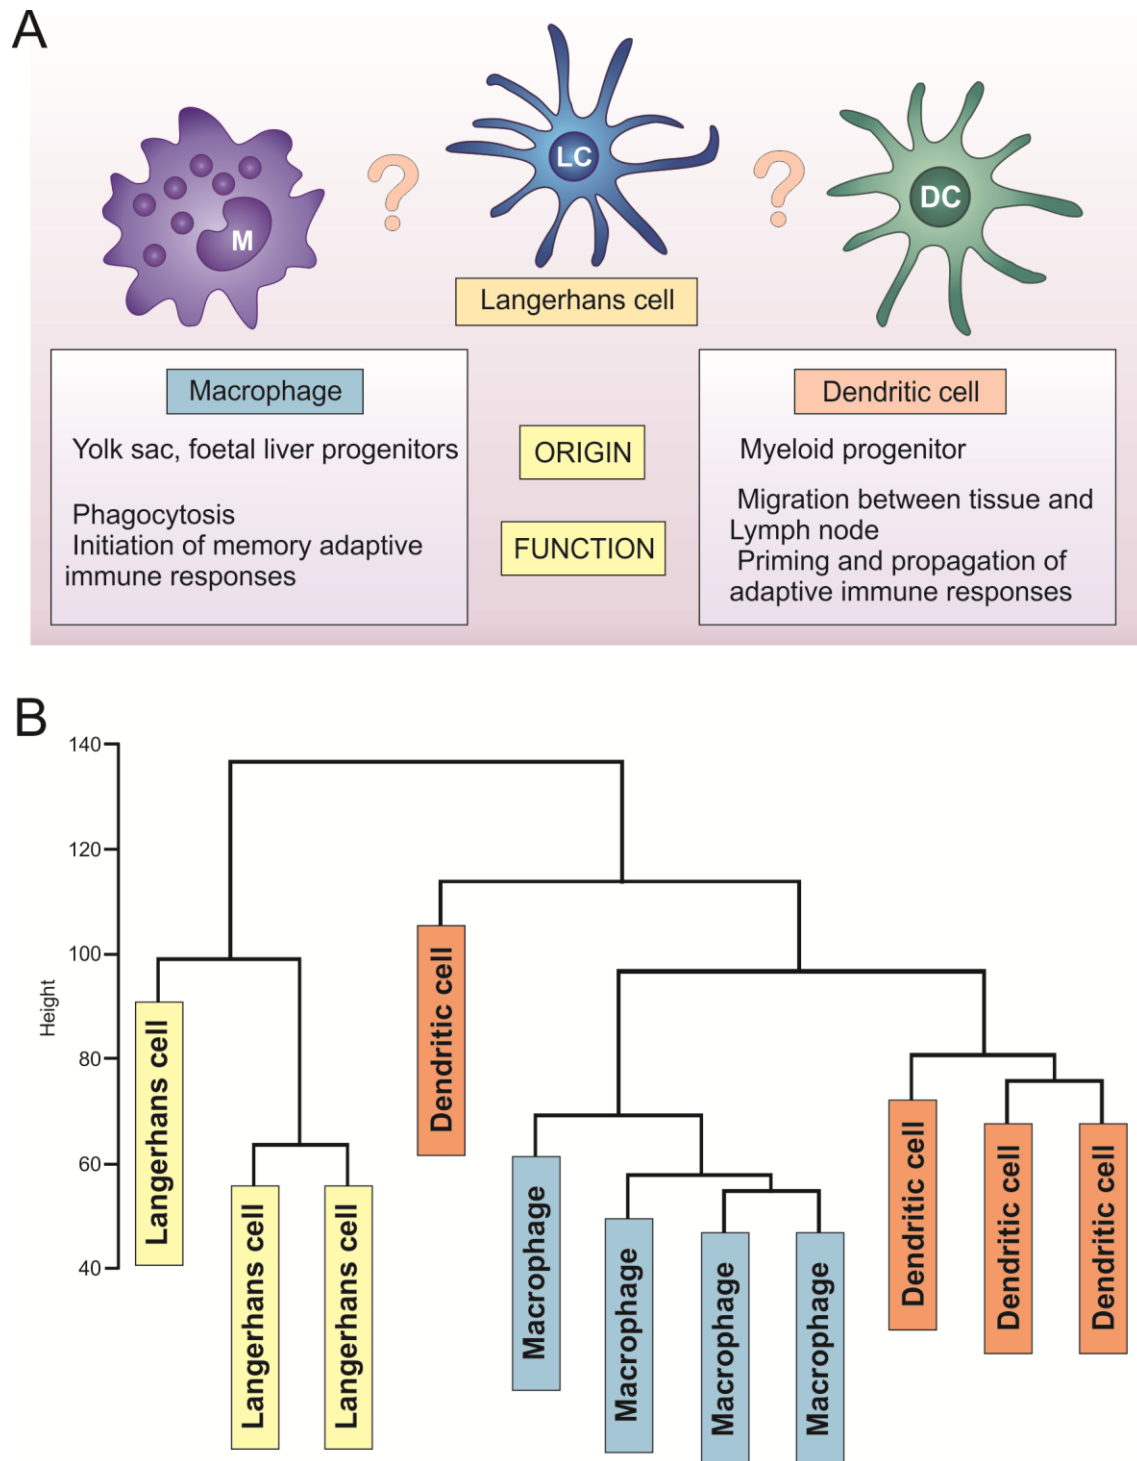 A
M
?
LC
?
DC
Langerhans cell
Macrophage
Yolk sac, foetal liver progenitors
Phagocytosis
Initiation of memory adaptive
immune responses
ORIGIN
FUNCTION
Dendritic cell
Myeloid progenitor
Migration between tissue and
Lymph node
Priming and propagation of
adaptive immune responses
B
Height
140
120
100
80
60
40
Langerhans cell
Langerhans cell
Langerhans cell
Dendritic cell
Macrophage
Macrophage
Macrophage
Macrophage
Dendritic cell
Dendritic cell
Dendritic cell